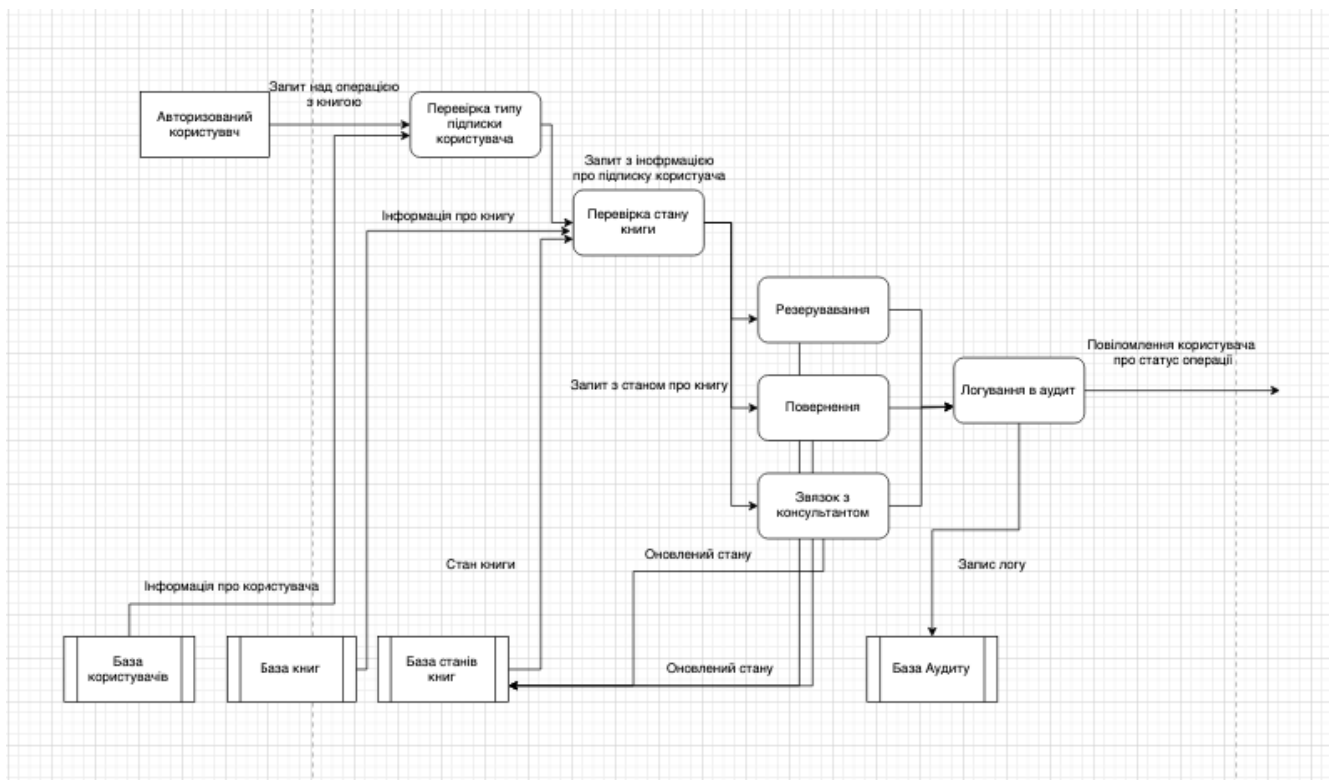 Запит над операцією
з книгою
Авторизований
користуввч
Перевірка типу
підписки
користувача
Запит з інофрмацією
про підписку користуача
Інформація про книгу
Перевірка стану
книги
Резерувавання
Повіломлення користувача
про статус операції
Запит з станом про книгу
Повернення
Логування в аудит
Звязок з
консультантом
Стан книги
Оновлений стану
Запис логу
Інформація про користувача
База
користувачів
База книг
База станів
книг
Оновлений стану
База Аудиту